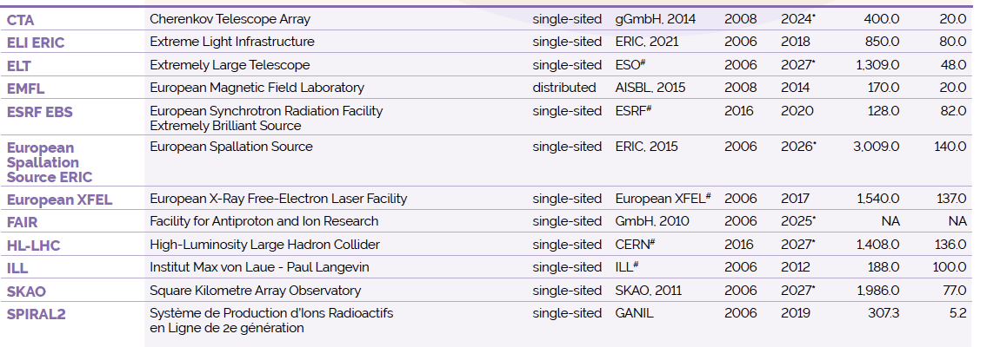 CTA Cherenkov Telescope Array single-sited gGmbH, 2014 2008 2024* 400.0 20.0
ELI ERIC Extreme Light Infrastructure single-sited ERIC, 2021 2006 2018 850.0 80.0
ELT Extremely Large Telescope single-sited ESO# 2006 2027* 1,309.0 48.0
EMFL European Magnetic Field Laboratory distributed AISBL, 2015 2008 2014 170.0 20.0
ESRF EBS European Synchrotron Radiation Facility single-sited ESRF# 2016 2020 128.0 82.0
Extremely Brilliant Source
European European Spallation Source single-sited ERIC, 2015 2006 2026* 3,009.0 140.0
Spallation
Source ERIC
European XFEL European X-Ray Free-Electron Laser Facility single-sited European XFEL# 2006 2017 1,540.0 137.0
FAIR Facility for Antiproton and Ion Research single-sited GmbH, 2010 2006 2025* NA NA
HL-LHC High-Luminosity Large Hadron Collider single-sited CERN# 2016 2027* 1,408.0 136.0
ILL Institut Max von Laue - Paul Langevin single-sited ILL# 2006 2012 188.0 100.0
SKAO Square Kilometre Array Observatory single-sited SKAO, 2011 2006 2027* 1,986.0 77.0
SPIRAL2 Système de Production d'Ions Radioactifs single-sited GANIL 2006 2019 307.3 5.2
en Ligne de 2e génération